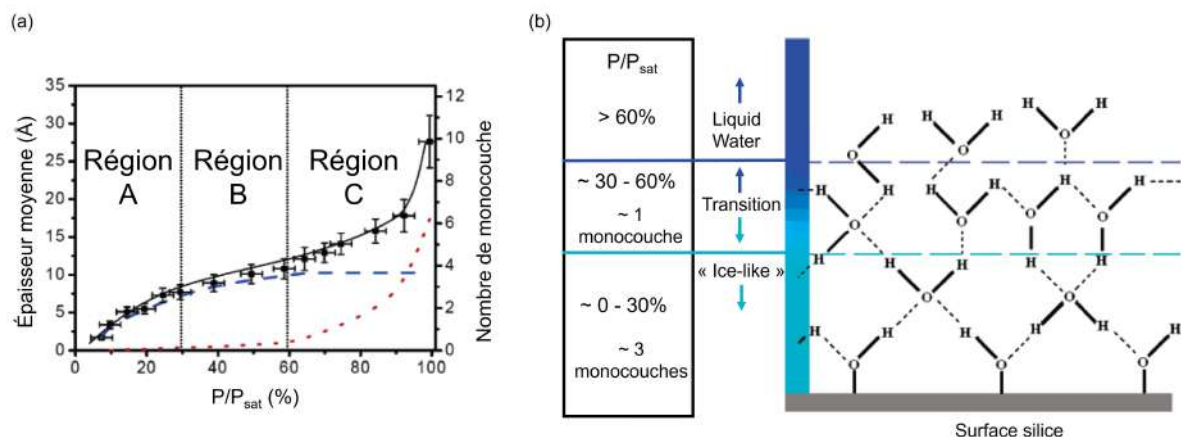 (a)
Épaisseur moyenne (Å)
35
30
25
20
15
10
5
0
Région
A
Région
B
Région
C
12
10
8
6
4
2
0
Nombre de monocouche
0 20 40 60 80 100
P/Psat (%)
(b)
P/Psat
> 60%
Liquid
Water
~ 30 - 60%
~ 1
monocouche
Transition
« Ice-like »
~ 0 - 30%
~ 3
monocouches
H H H H H
O O O
H H H H H H
O O O O
H H H H H
O O
H H H H H H H
O O O
Surface silice